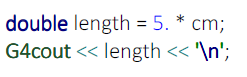 double length = 5. * cm;
G4cout << length << '\n';